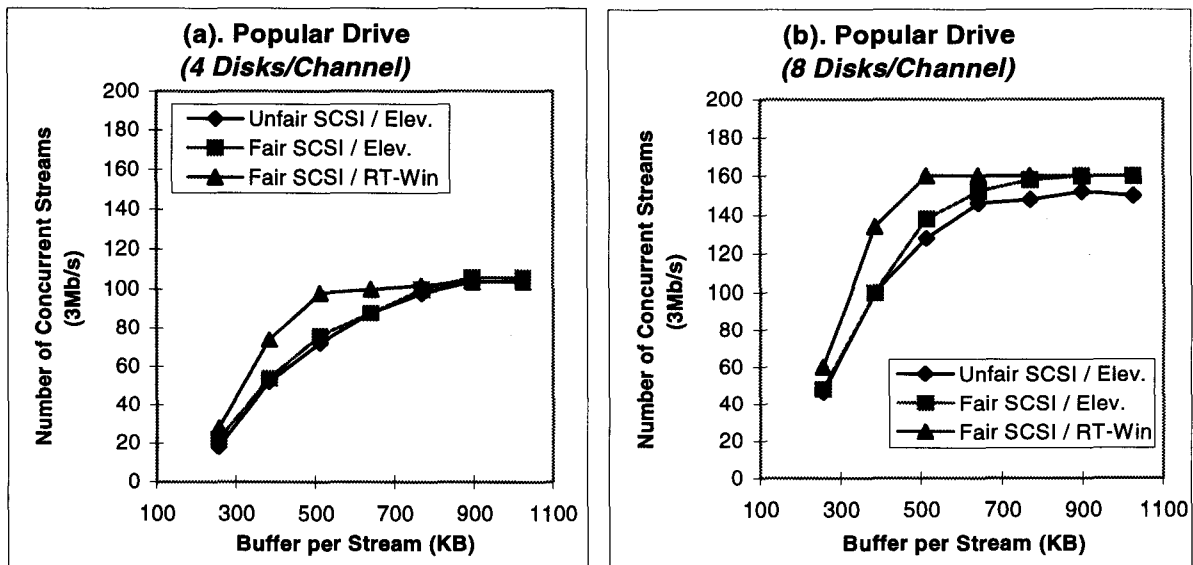 (a). Popular Drive
(4 Disks/Channel)
200
180
160
140
120
100
80
60
40
20
0
Number of Concurrent Streams
(3Mb/s)
Unfair SCSI / Elev.
Fair SCSI / Elev.
Fair SCSI / RT-Win
100 300 500 700 900 1100
Buffer per Stream (KB)
(b). Popular Drive
(8 Disks/Channel)
200
180
160
140
120
100
80
60
40
20
0
Number of Concurrent Streams
(3Mb/s)
Unfair SCSI / Elev.
Fair SCSI / Elev.
Fair SCSI / RT-Win
100 300 500 700 900 1100
Buffer per Stream (KB)